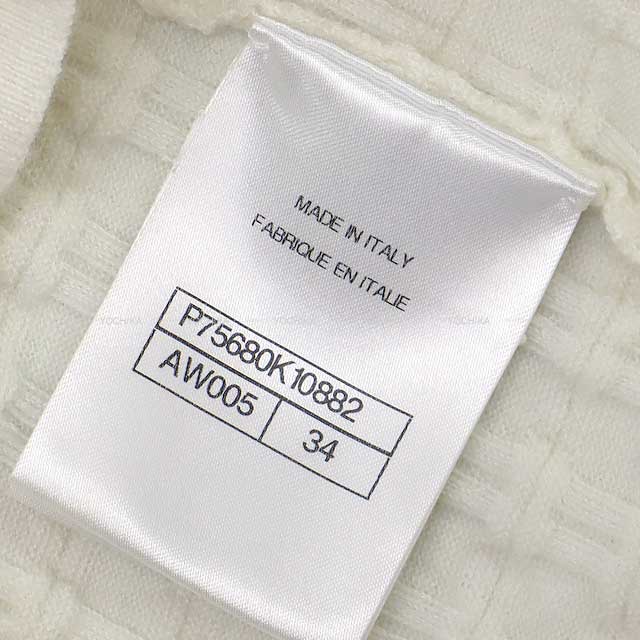 MADE IN ITALY
FABRIQUE EN ITALIE
P75680K10882
AW005 34